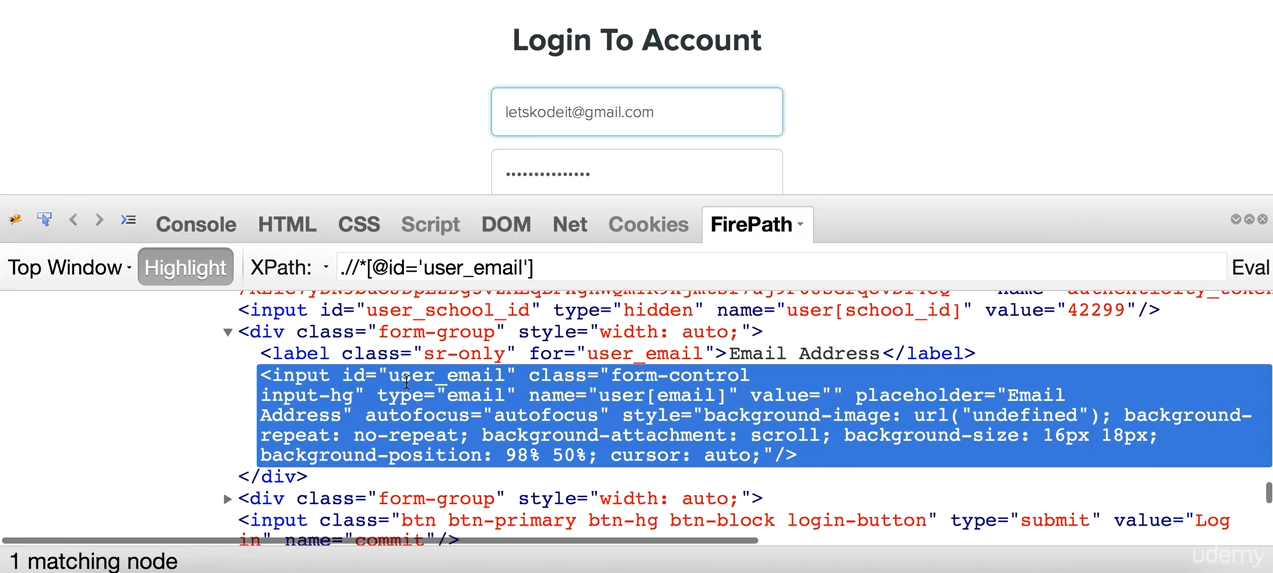 Login To Account
letskodeit@gmail.com
•••••••••••••••
Console HTML CSS Script DOM Net Cookies FirePath
Top Window Highlight XPath: .//*[@id='user_email'] Eval
<input id="user_school_id" type="hidden" name="user[school_id]" value="42299"/>
<div class="form-group" style="width: auto;">
<label class="sr-only" for="user_email">Email Address</label>
<input id="user_email" class="form-control
input-hg" type="email" name="user[email]" value="" placeholder="Email
Address" autofocus="autofocus" style="background-image: url("undefined"); background-
repeat: no-repeat; background-attachment: scroll; background-size: 16px 18px;
background-position: 98% 50%; cursor: auto;"/>
</div>
<div class="form-group" style="width: auto;">
<input class="btn btn-primary btn-hg btn-block login-button" type="submit" value="Log
in" name="commit"/>
1 matching node
udemy